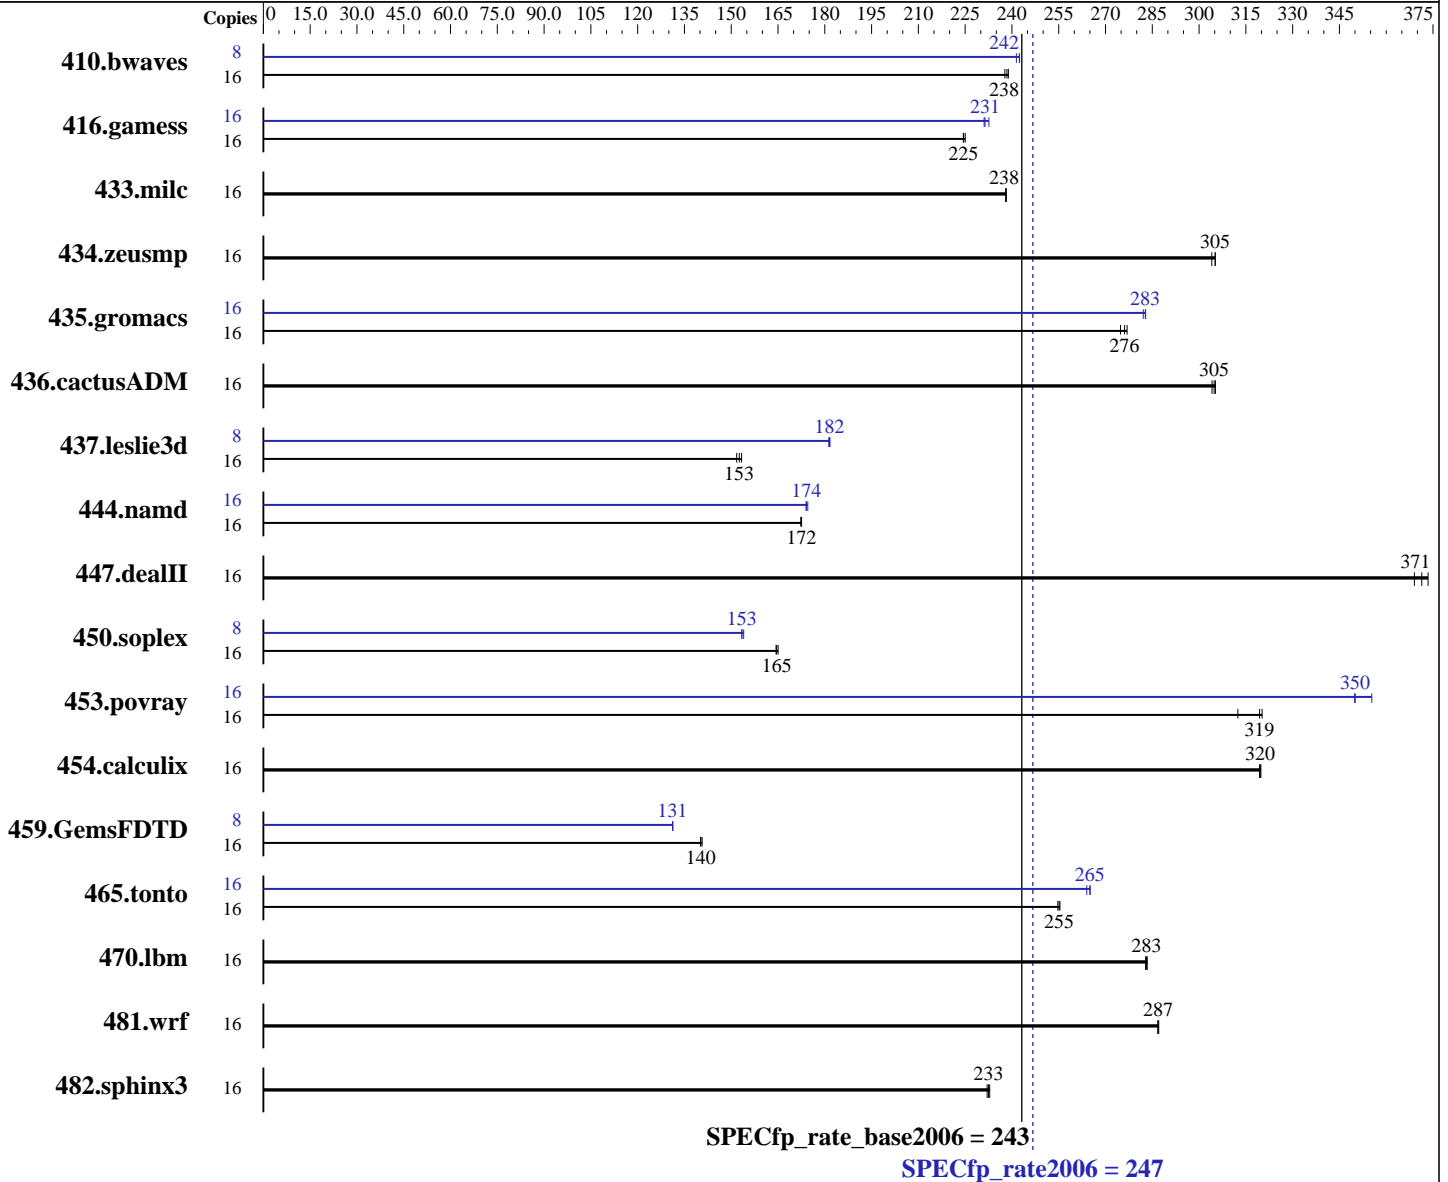 Copies 0 15.0 30.0 45.0 60.0 75.0 90.0 105 120 135 150 165 180 195 210 225 240 255 270 285 300 315 330 345 375
410.bwaves 8 242
16 238
416.gamess 16 231
16 225
433.milc 16 238
434.zeusmp 16 305
435.gromacs 16 283
16 276
436.cactusADM 16 305
437.leslie3d 8 182
16 153
444.namd 16 174
16 172
447.dealII 16 371
450.soplex 8 153
16 165
453.povray 16 350
16 319
454.calculix 16 320
459.GemsFDTD 8 131
16 140
465.tonto 16 265
16 255
470.lbm 16 283
481.wrf 16 287
482.sphinx3 16 233
SPECfp_rate_base2006 = 243
SPECfp_rate2006 = 247